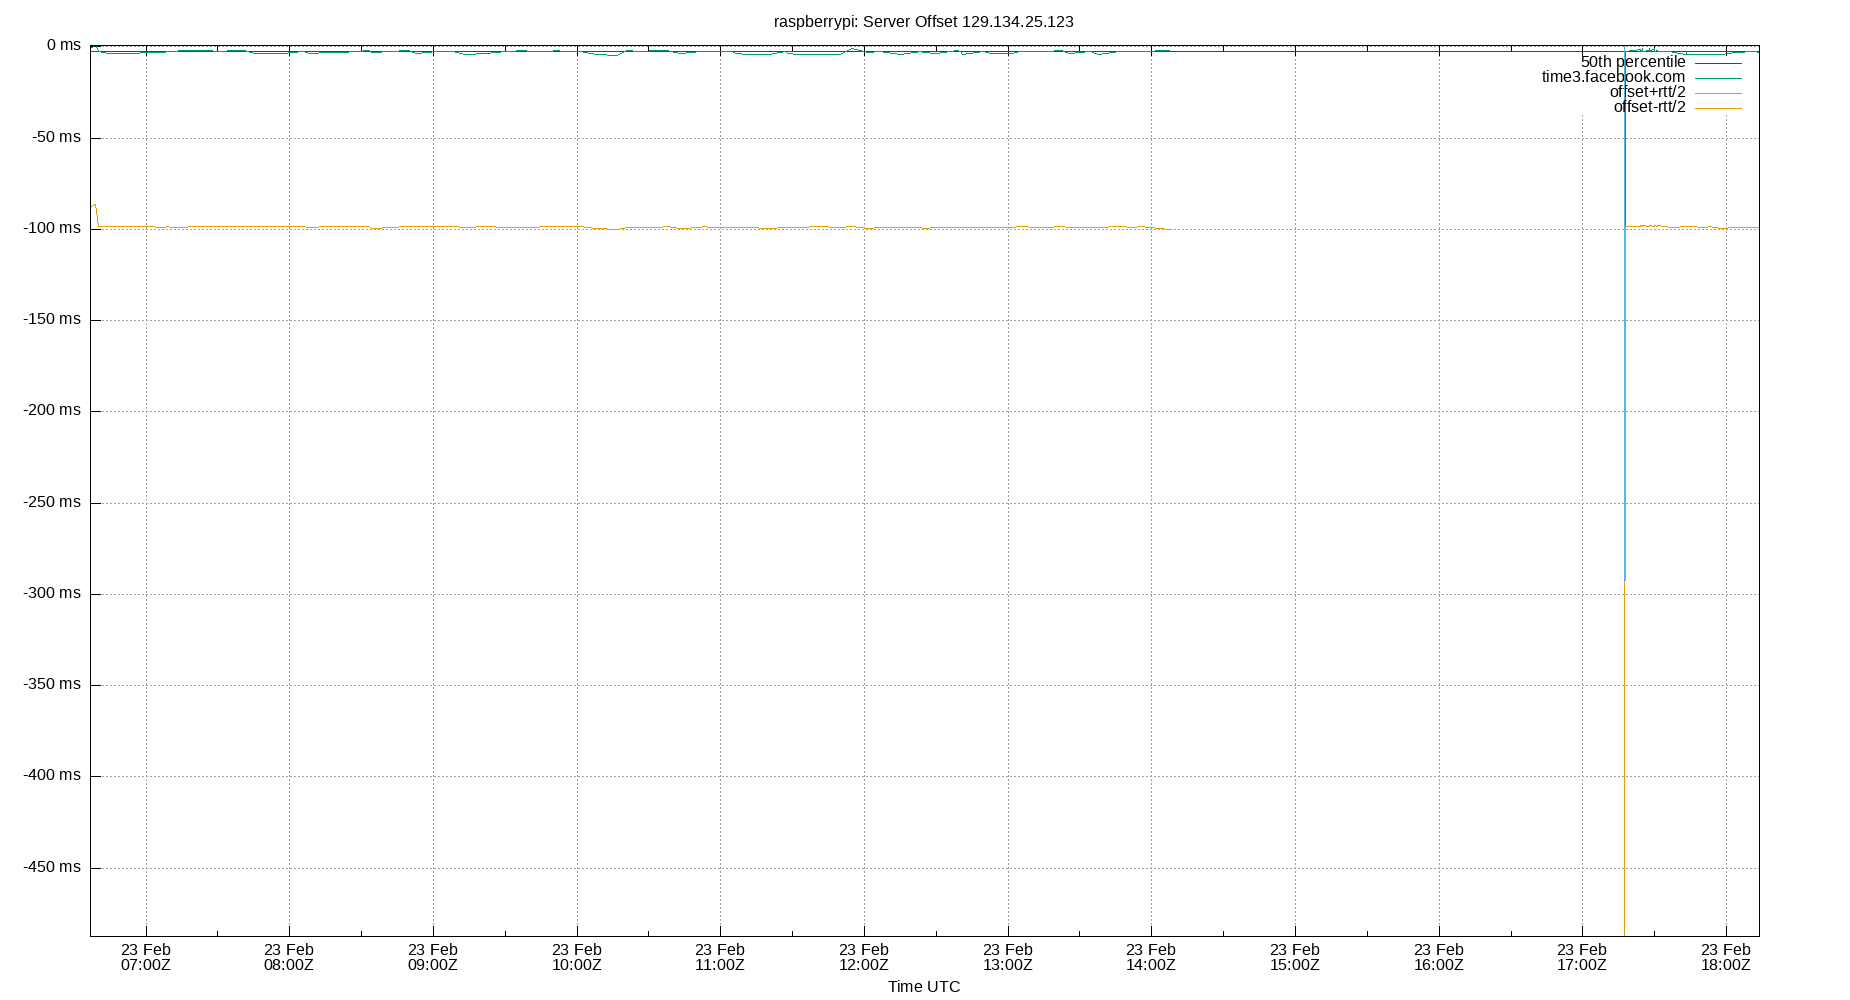 raspberrypi: Server Offset 129.134.25.123
0 ms
50th percentile
time3.facebook.com
offset+rtt/2
offset-rtt/2
-50 ms
-100 ms
-150 ms
-200 ms
-250 ms
-300 ms
-350 ms
-400 ms
-450 ms
23 Feb 23 Feb 23 Feb 23 Feb 23 Feb 23 Feb 23 Feb 23 Feb 23 Feb 23 Feb 23 Feb 23 Feb
07:00Z 08:00Z 09:00Z 10:00Z 11:00Z 12:00Z 13:00Z 14:00Z 15:00Z 16:00Z 17:00Z 18:00Z
Time UTC